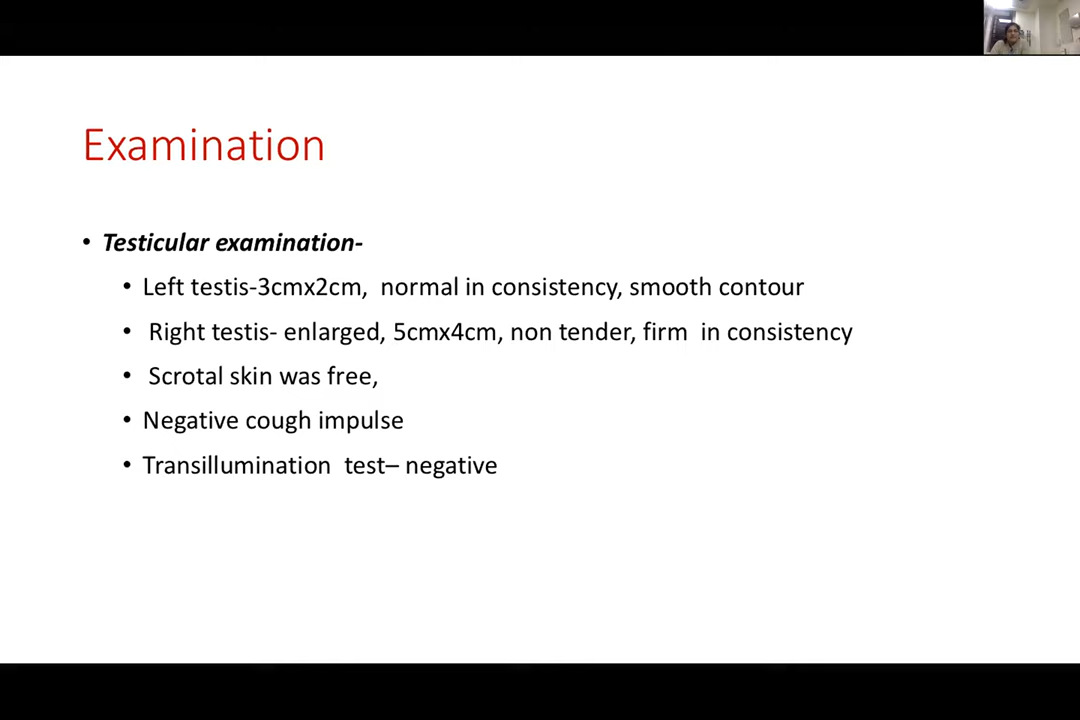 Examination
• Testicular examination-
• Left testis-3cmx2cm, normal in consistency, smooth contour
• Right testis- enlarged, 5cmx4cm, non tender, firm in consistency
• Scrotal skin was free,
• Negative cough impulse
• Transillumination test– negative